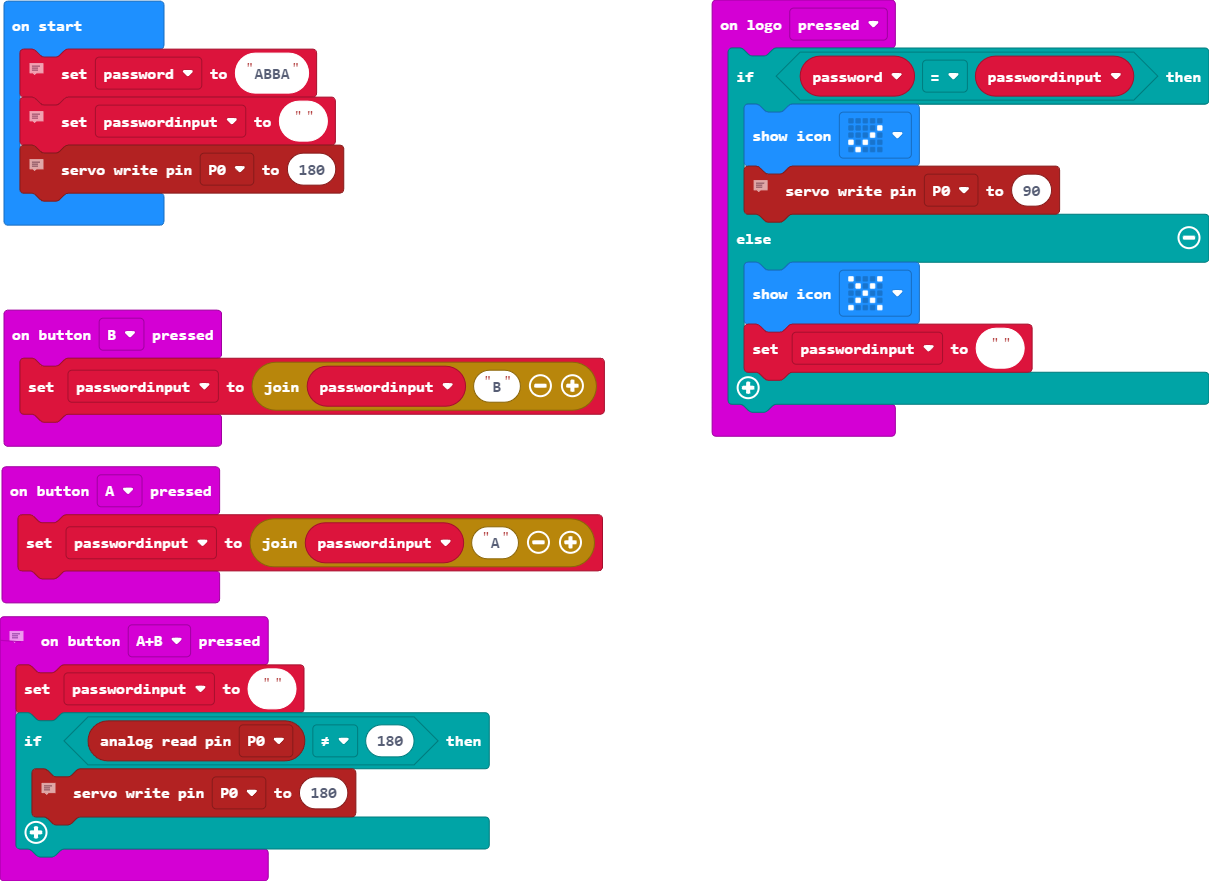 on start
set password to "ABBA"
set passwordinput to " "
servo write pin P0 to 180
on button B pressed
set passwordinput to join passwordinput "B"
on button A pressed
set passwordinput to join passwordinput "A"
on button A+B pressed
set passwordinput to " "
if analog read pin P0 ≠ 180 then
servo write pin P0 to 180
on logo pressed
if password = passwordinput then
show icon
servo write pin P0 to 90
else
show icon
set passwordinput to " "